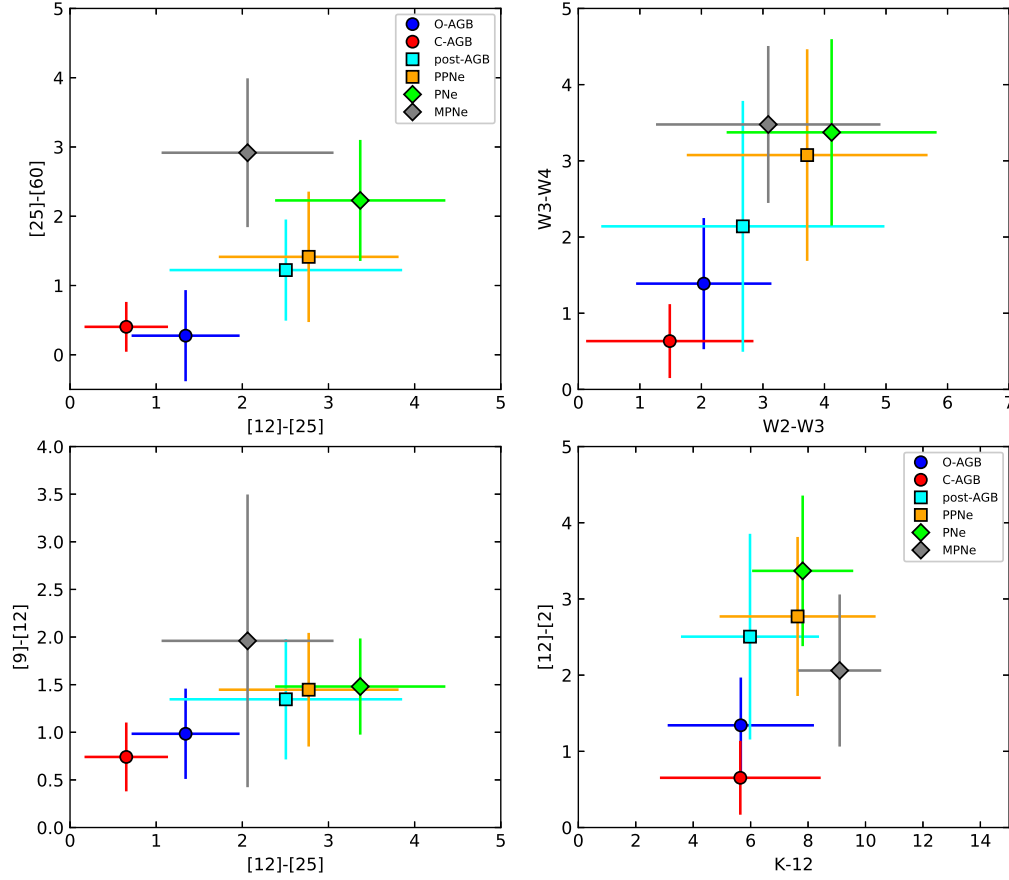 5
4
3
2
1
0
[25]-[60]
0 1 2 3 4 5
[12]-[25]
O-AGB
C-AGB
post-AGB
PPNe
PNe
MPNe
5
4
3
2
1
0
W3-W4
0 1 2 3 4 5 6 7
W2-W3
4.0
3.5
3.0
2.5
2.0
1.5
1.0
0.5
0.0
[9]-[12]
0 1 2 3 4 5
[12]-[25]
5
4
3
2
1
0
[12]-[2]
0 2 4 6 8 10 12 14
K-12
O-AGB
C-AGB
post-AGB
PPNe
PNe
MPNe